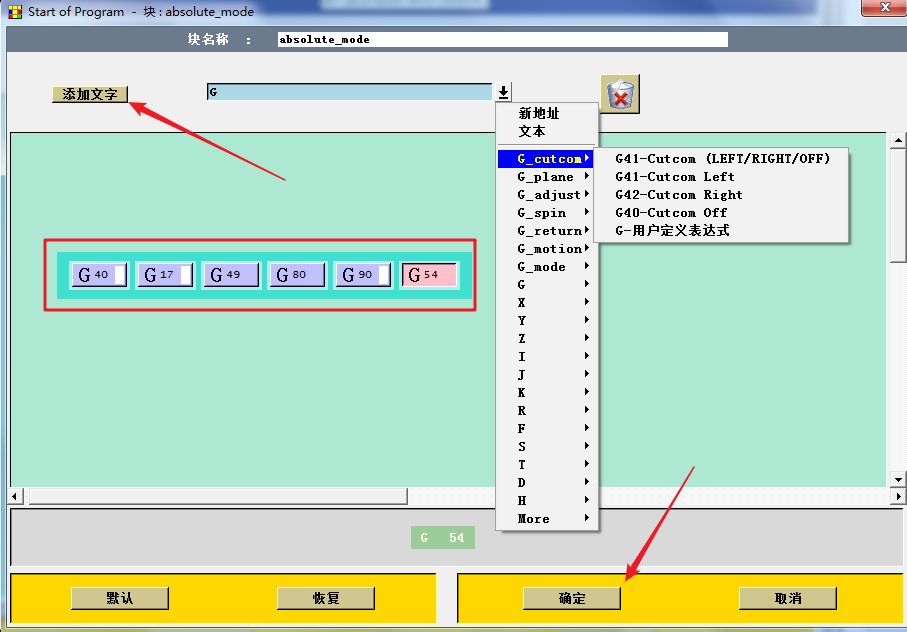 Start of Program - 块 : absolute_mode
块名称 : absolute_mode
添加文字 G
新地址
文本
G_cutcom
G_plane
G_adjust
G_spin
G_return
G_motion
G_mode
G
X
Y
Z
I
J
K
R
F
S
T
D
H
More
G41-Cutcom (LEFT/RIGHT/OFF)
G41-Cutcom Left
G42-Cutcom Right
G40-Cutcom Off
G-用户定义表达式
G 40 G 17 G 49 G 80 G 90 G 54
G 54
默认 恢复 确定 取消